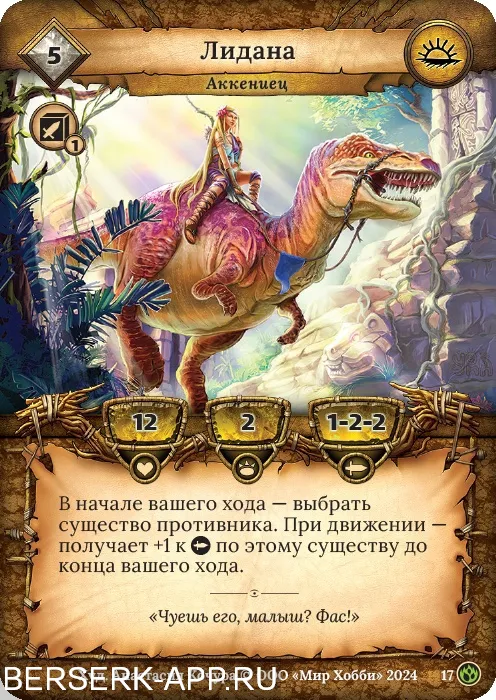 5
Лидана
Аккениец
1
12
2
1-2-2
В начале вашего хода — выбрать
существо противника. При движении —
получает +1 к по этому существу до
конца вашего хода.
«Чуешь его, малыш? Фас!»
© ООО «Мир Хобби» 2024
17
BERSERK-APP.RU